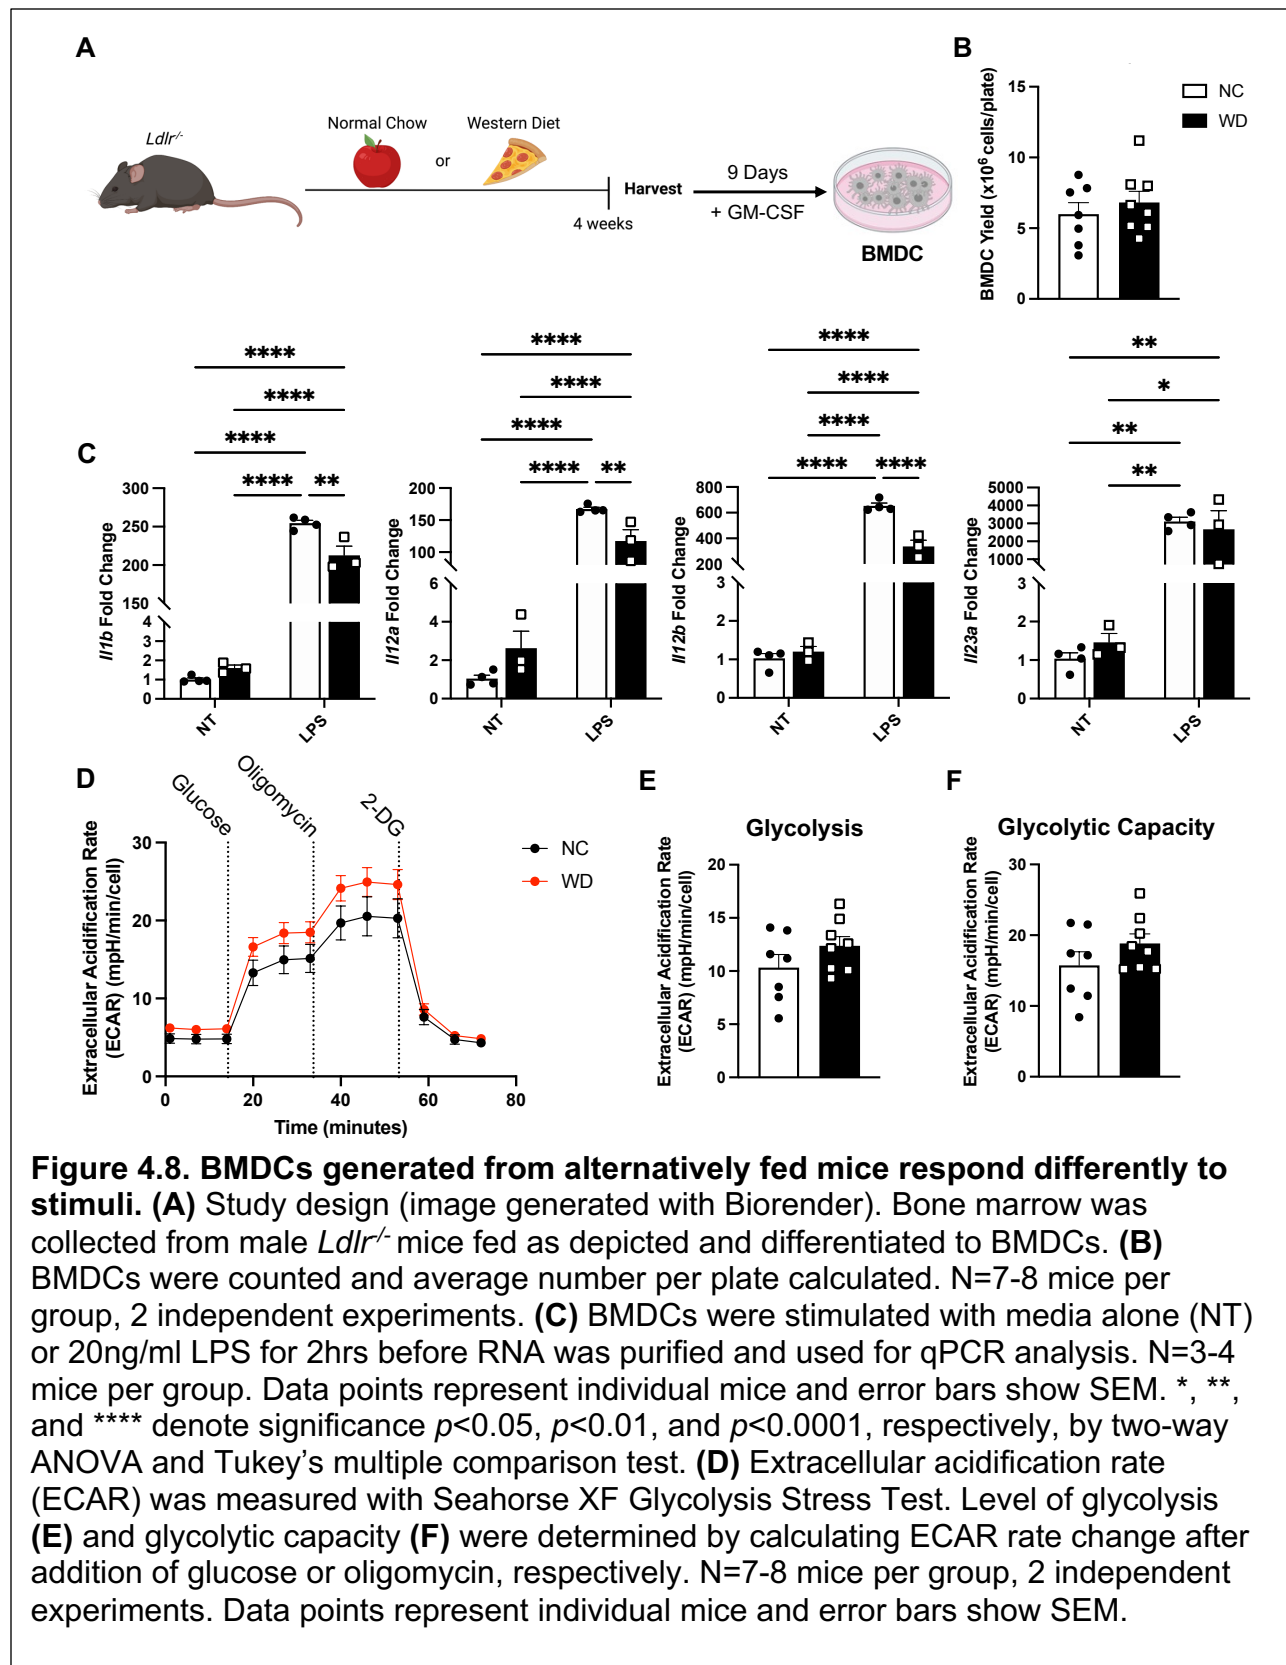 A
Ldlr-/-
Normal Chow
or
Western Diet
4 weeks
Harvest
9 Days
+ GM-CSF
BMDC
B
BMDC Yield (x10^6 cells/plate)
15
10
5
0
NC
WD
C
****
****
****
**** **
Il1b Fold Change
300
250
200
150
4
3
2
1
0
NT
LPS
****
****
****
**** **
Il12a Fold Change
200
150
100
6
4
2
0
NT
LPS
****
****
****
**** ****
Il12b Fold Change
800
600
400
200
3
2
1
0
NT
LPS
**
*
**
**
Il23a Fold Change
5000
4000
3000
2000
1000
3
2
1
0
NT
LPS
D
Glucose
Oligomycin
2-DG
Extracellular Acidification Rate
(ECAR) (mpH/min/cell)
30
20
10
0
0 20 40 60 80
Time (minutes)
NC
WD
E
Glycolysis
Extracellular Acidification Rate
(ECAR) (mpH/min/cell)
20
15
10
5
0
F
Glycolytic Capacity
Extracellular Acidification Rate
(ECAR) (mpH/min/cell)
30
20
10
0
Figure 4.8. BMDCs generated from alternatively fed mice respond differently to
stimuli. (A) Study design (image generated with Biorender). Bone marrow was
collected from male Ldlr-/- mice fed as depicted and differentiated to BMDCs. (B)
BMDCs were counted and average number per plate calculated. N=7-8 mice per
group, 2 independent experiments. (C) BMDCs were stimulated with media alone (NT)
or 20ng/ml LPS for 2hrs before RNA was purified and used for qPCR analysis. N=3-4
mice per group. Data points represent individual mice and error bars show SEM. *, **,
and **** denote significance p<0.05, p<0.01, and p<0.0001, respectively, by two-way
ANOVA and Tukey's multiple comparison test. (D) Extracellular acidification rate
(ECAR) was measured with Seahorse XF Glycolysis Stress Test. Level of glycolysis
(E) and glycolytic capacity (F) were determined by calculating ECAR rate change after
addition of glucose or oligomycin, respectively. N=7-8 mice per group, 2 independent
experiments. Data points represent individual mice and error bars show SEM.